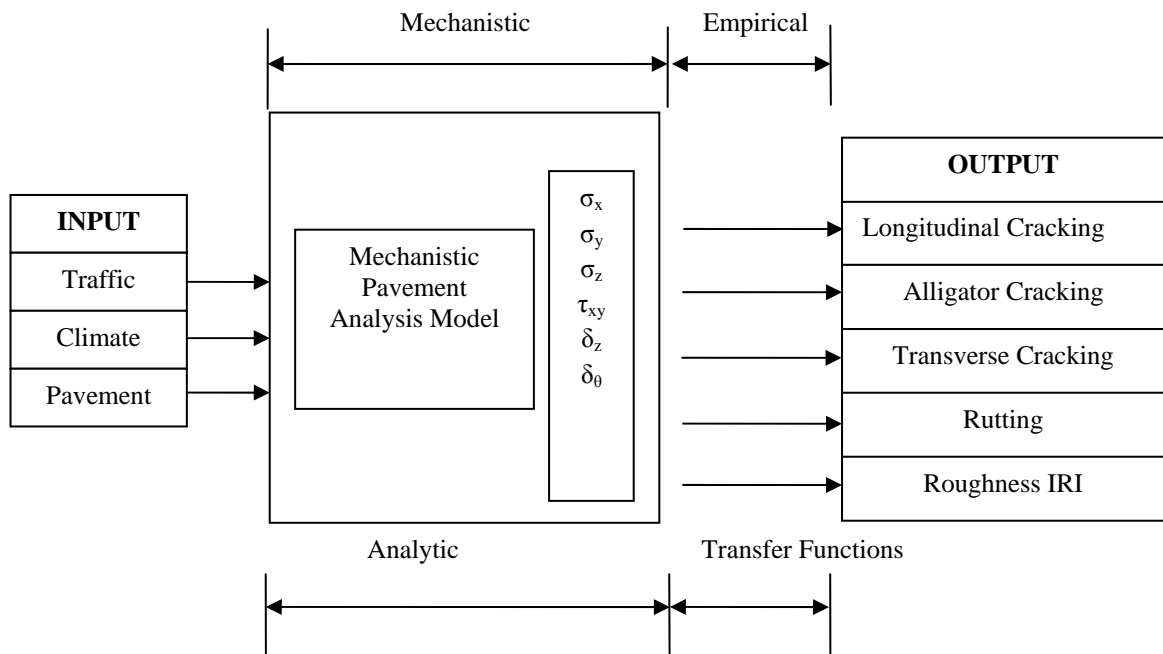 Mechanistic
Empirical
INPUT
Traffic
Climate
Pavement
Mechanistic
Pavement
Analysis Model
σx
σy
σz
τxy
δz
δθ
OUTPUT
Longitudinal Cracking
Alligator Cracking
Transverse Cracking
Rutting
Roughness IRI
Analytic
Transfer Functions